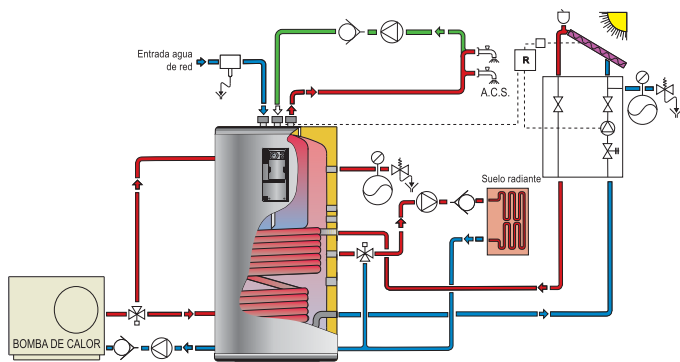 Entrada agua
de red
A.C.S.
R
Suelo radiante
BOMBA DE CALOR